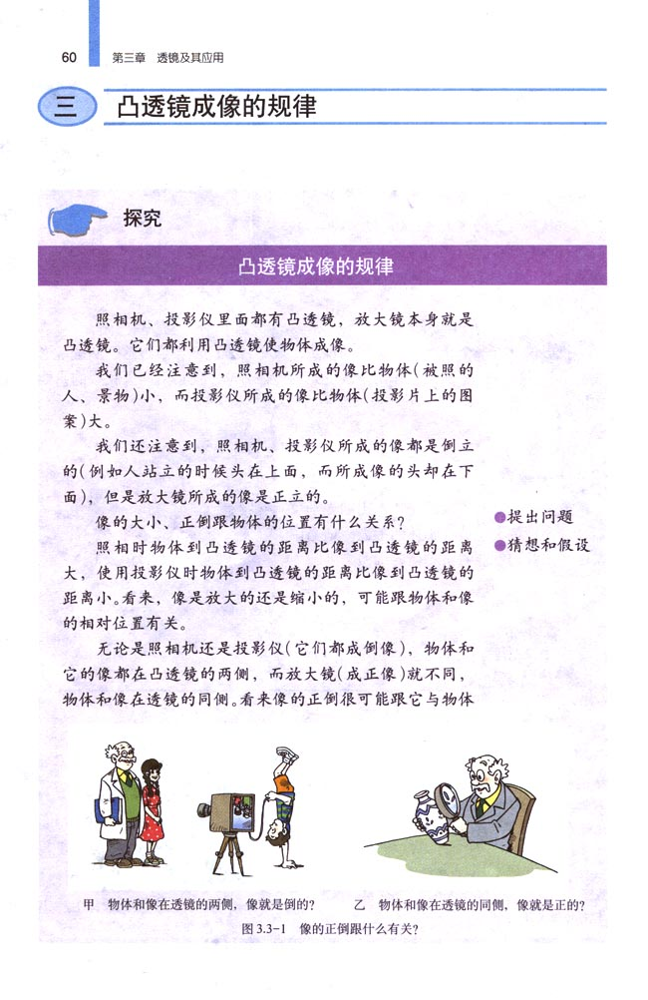 60
第三章 透镜及其应用
三
凸透镜成像的规律
探究
凸透镜成像的规律
照相机、投影仪里面都有凸透镜，放大镜本身就是
凸透镜。它们都利用凸透镜使物体成像。
我们已经注意到，照相机所成的像比物体(被照的
人、景物)小，而投影仪所成的像比物体(投影片上的图
案)大。
我们还注意到，照相机、投影仪所成的像都是倒立
的(例如人站立的时候头在上面，而所成像的头却在下
面)，但是放大镜所成的像是正立的。
像的大小、正倒跟物体的位置有什么关系?
照相时物体到凸透镜的距离比像到凸透镜的距离
大，使用投影仪时物体到凸透镜的距离比像到凸透镜的
距离小。看来，像是放大的还是缩小的，可能跟物体和像
的相对位置有关。
无论是照相机还是投影仪(它们都成倒像)，物体和
它的像都在凸透镜的两侧，而放大镜(成正像)就不同，
物体和像在透镜的同侧。看来像的正倒很可能跟它与物体
●提出问题
●猜想和假设
甲 物体和像在透镜的两侧，像就是倒的?
乙 物体和像在透镜的同侧，像就是正的?
图 3.3-1 像的正倒跟什么有关?